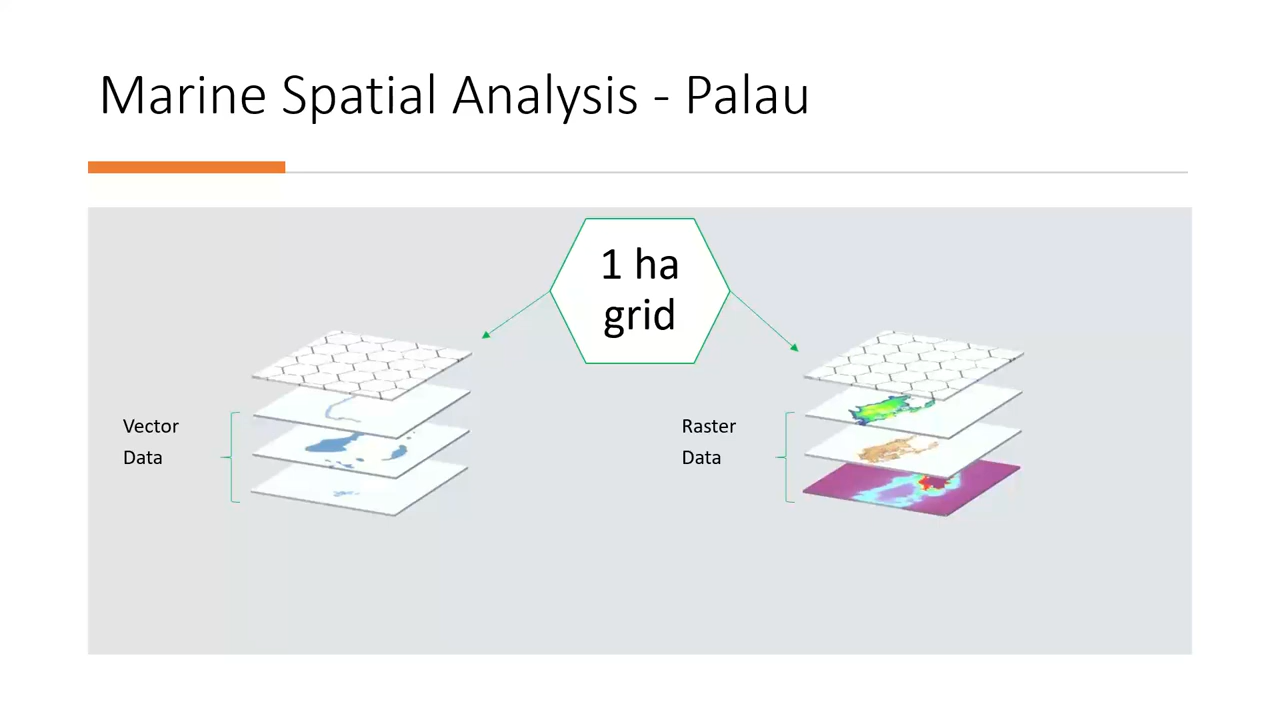 Marine Spatial Analysis - Palau
1 ha
grid
Vector
Data
Raster
Data